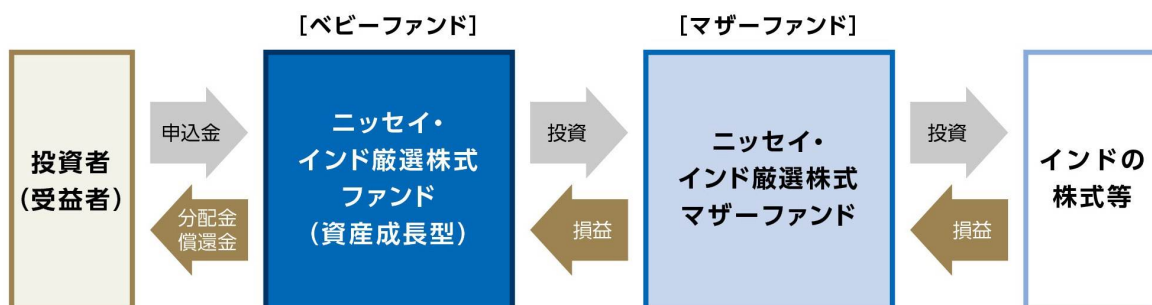 [ベビーファンド]
[マザーファンド]
投資者
(受益者)
申込金
分配金
償還金
ニッセイ・
インド厳選株式
ファンド
(資産成長型)
投資
損益
ニッセイ・
インド厳選株式
マザーファンド
投資
損益
インドの
株式等